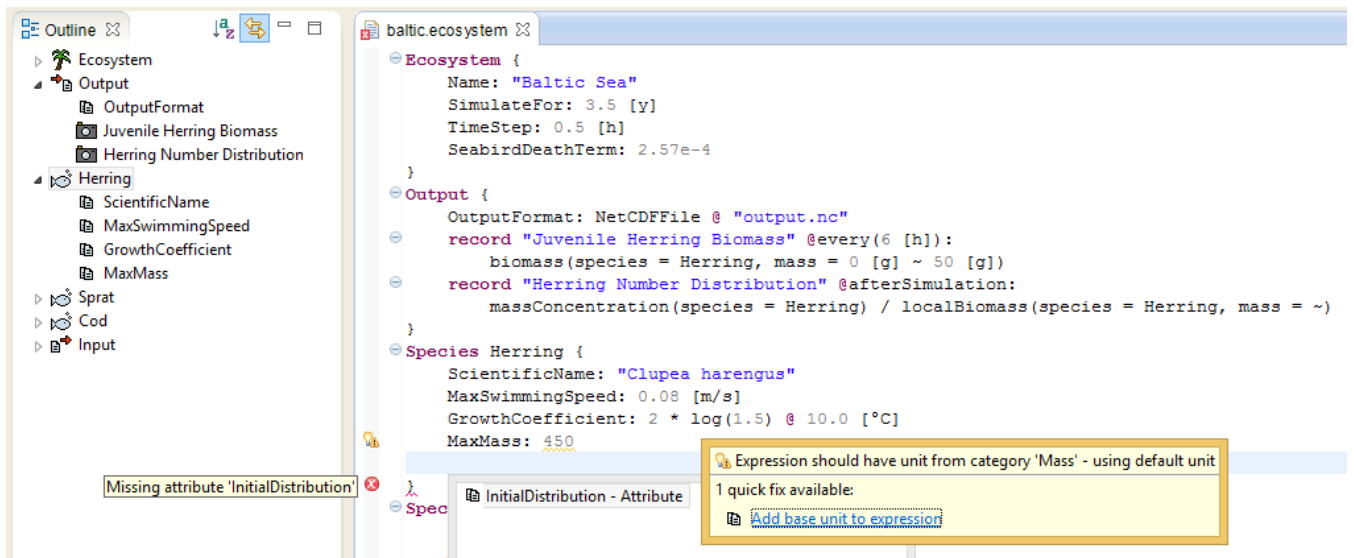 Outline
Ecosystem
Output
OutputFormat
Juvenile Herring Biomass
Herring Number Distribution
Herring
ScientificName
MaxSwimmingSpeed
GrowthCoefficient
MaxMass
Sprat
Cod
Input
baltic.ecosystem
Ecosystem {
Name: "Baltic Sea"
SimulateFor: 3.5 [y]
TimeStep: 0.5 [h]
SeabirdDeathTerm: 2.57e-4
}
Output {
OutputFormat: NetCDFFile @ "output.nc"
record "Juvenile Herring Biomass" @every(6 [h]):
biomass(species = Herring, mass = 0 [g] ~ 50 [g])
record "Herring Number Distribution" @afterSimulation:
massConcentration(species = Herring) / localBiomass(species = Herring, mass = ~)
}
Species Herring {
ScientificName: "Clupea harengus"
MaxSwimmingSpeed: 0.08 [m/s]
GrowthCoefficient: 2 * log(1.5) @ 10.0 [°C]
MaxMass: 450
Expression should have unit from category 'Mass' - using default unit
1 quick fix available:
Add base unit to expression
Missing attribute 'InitialDistribution'
}
InitialDistribution - Attribute
Spec